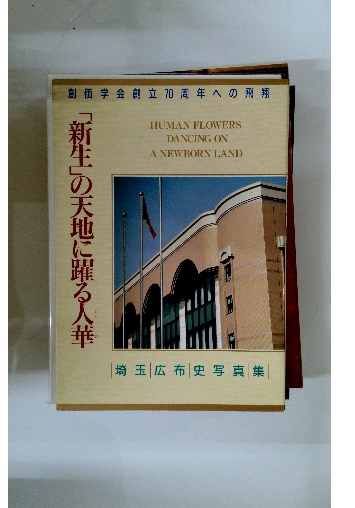 創価学会創立70周年への飛翔
HUMAN FLOWERS
DANCING ON
A NEWBORN LAND
「新生」の天地に躍る人華
埼玉広布史写真集